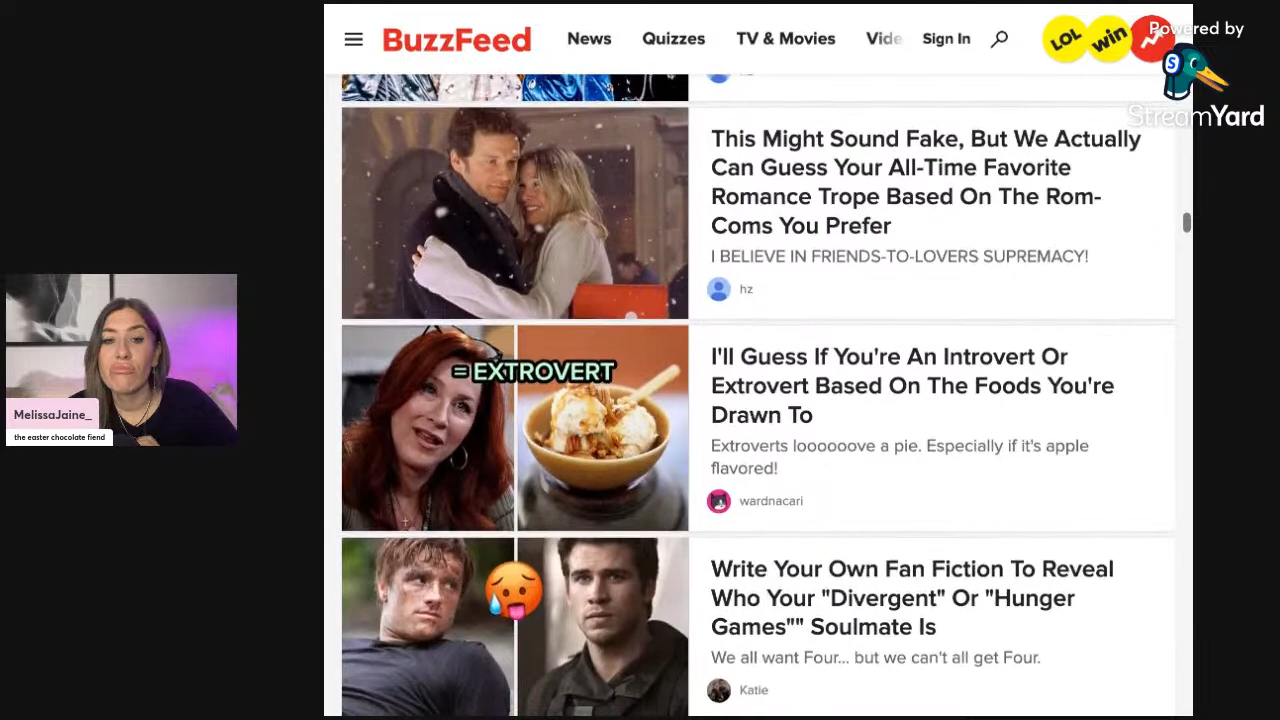 BuzzFeed
News
Quizzes
TV & Movies
Vide
Sign In
LOL
win
Powered by
StreamYard
This Might Sound Fake, But We Actually
Can Guess Your All-Time Favorite
Romance Trope Based On The Rom-
Coms You Prefer
I BELIEVE IN FRIENDS-TO-LOVERS SUPREMACY!
hz
= EXTROVERT
I'll Guess If You're An Introvert Or
Extrovert Based On The Foods You're
Drawn To
Extroverts loooooove a pie. Especially if it's apple
flavored!
wardnacari
MelissaJaine_
the easter chocolate fiend
Write Your Own Fan Fiction To Reveal
Who Your "Divergent" Or "Hunger
Games"" Soulmate Is
We all want Four... but we can't all get Four.
Katie